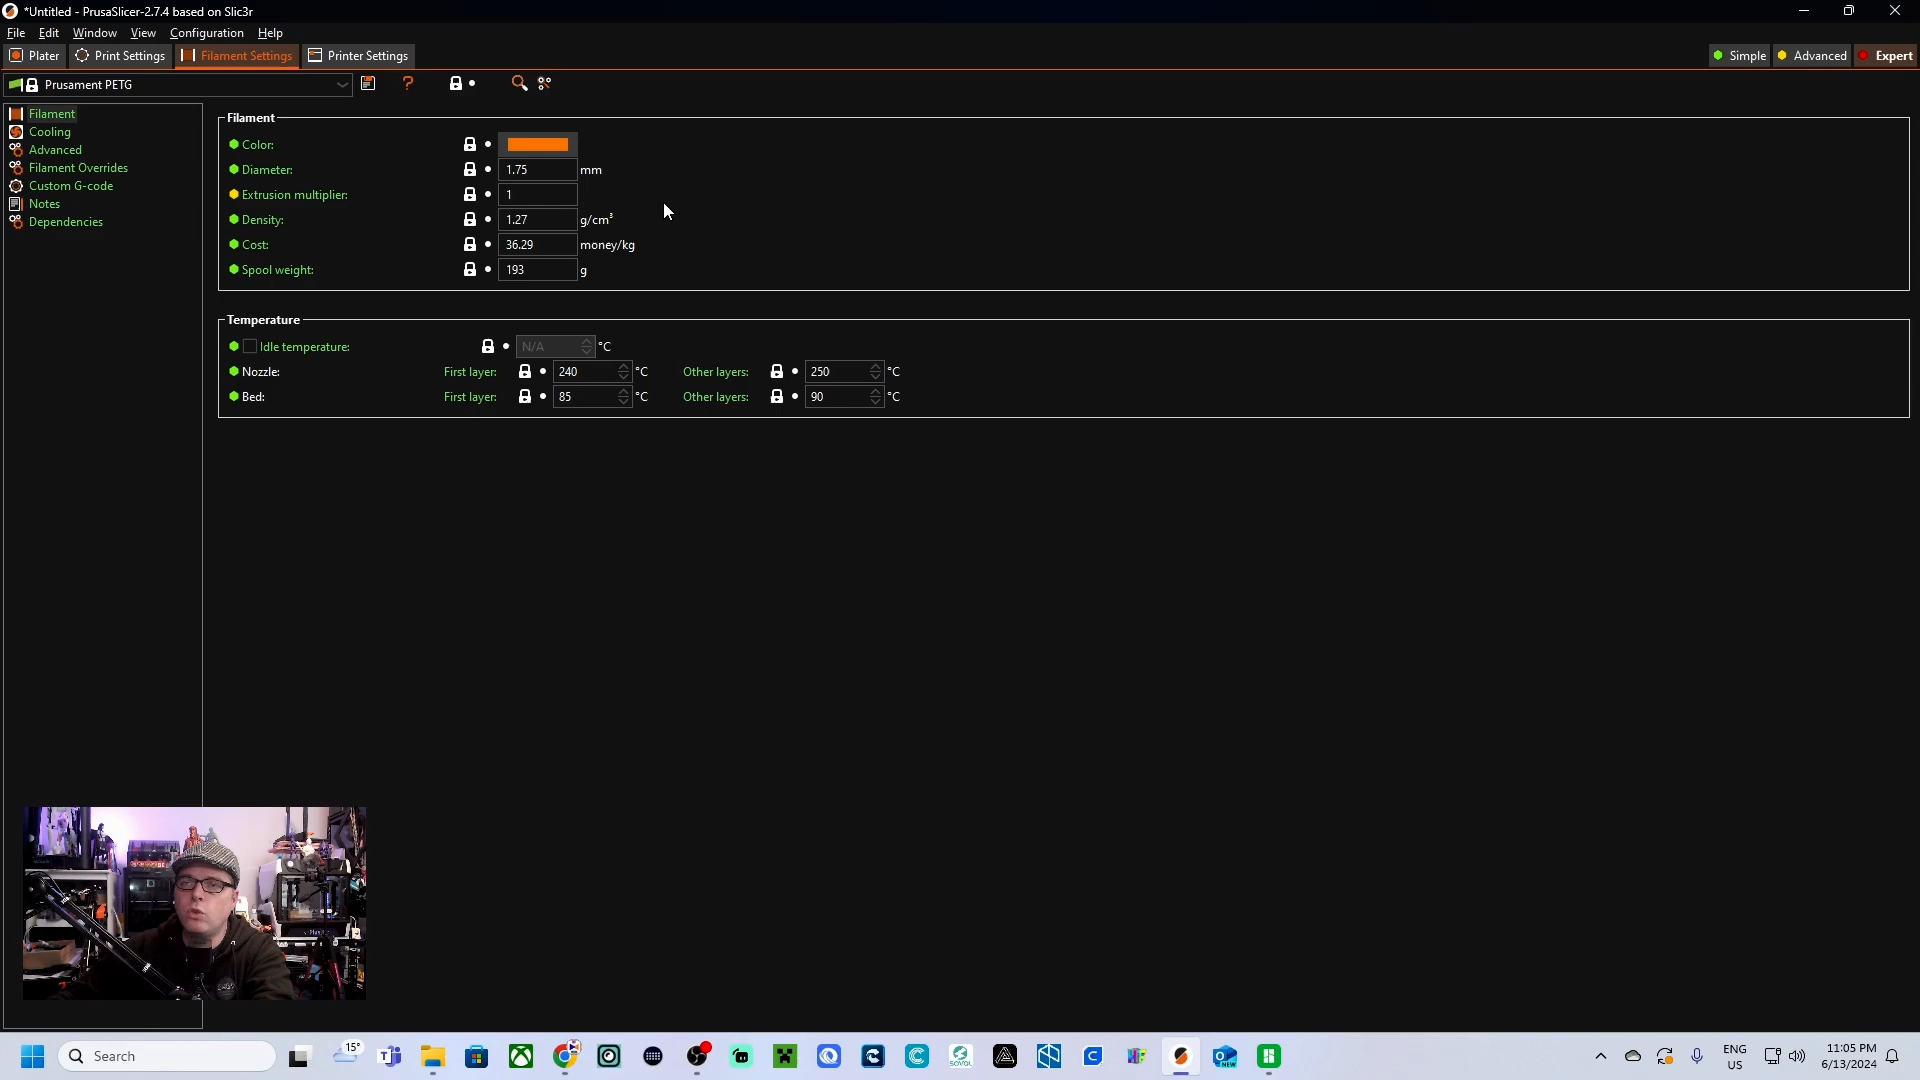 *Untitled - PrusaSlicer-2.7.4 based on Slic3r
File Edit Window View Configuration Help
Plater Print Settings Filament Settings Printer Settings Simple Advanced Expert
Prusament PETG ?
Filament
Cooling
Advanced
Filament Overrides
Custom G-code
Notes
Dependencies
Filament
Color:
Diameter: 1.75 mm
Extrusion multiplier: 1
Density: 1.27 g/cm³
Cost: 36.29 money/kg
Spool weight: 193 g
Temperature
Idle temperature: N/A °C
Nozzle: First layer: 240 °C Other layers: 250 °C
Bed: First layer: 85 °C Other layers: 90 °C
Search 15° ENG US 11:05 PM 6/13/2024